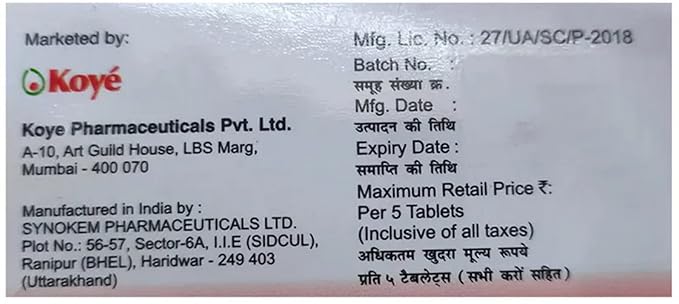 Marketed by:
Koyé
Koye Pharmaceuticals Pvt. Ltd.
A-10, Art Guild House, LBS Marg,
Mumbai - 400 070
Manufactured in India by :
SYNOKEM PHARMACEUTICALS LTD.
Plot No.: 56-57, Sector-6A, I.I.E (SIDCUL),
Ranipur (BHEL), Haridwar - 249 403
(Uttarakhand)
Mfg. Lic. No. : 27/UA/SC/P-2018
Batch No. :
समूह संख्या क्र.
Mfg. Date :
उत्पादन की तिथि
Expiry Date :
समाप्ति की तिथि
Maximum Retail Price ₹:
Per 5 Tablets
(Inclusive of all taxes)
अधिकतम खुदरा मूल्य रूपये
प्रति ५ टैबलेट्स ( सभी करों सहित )